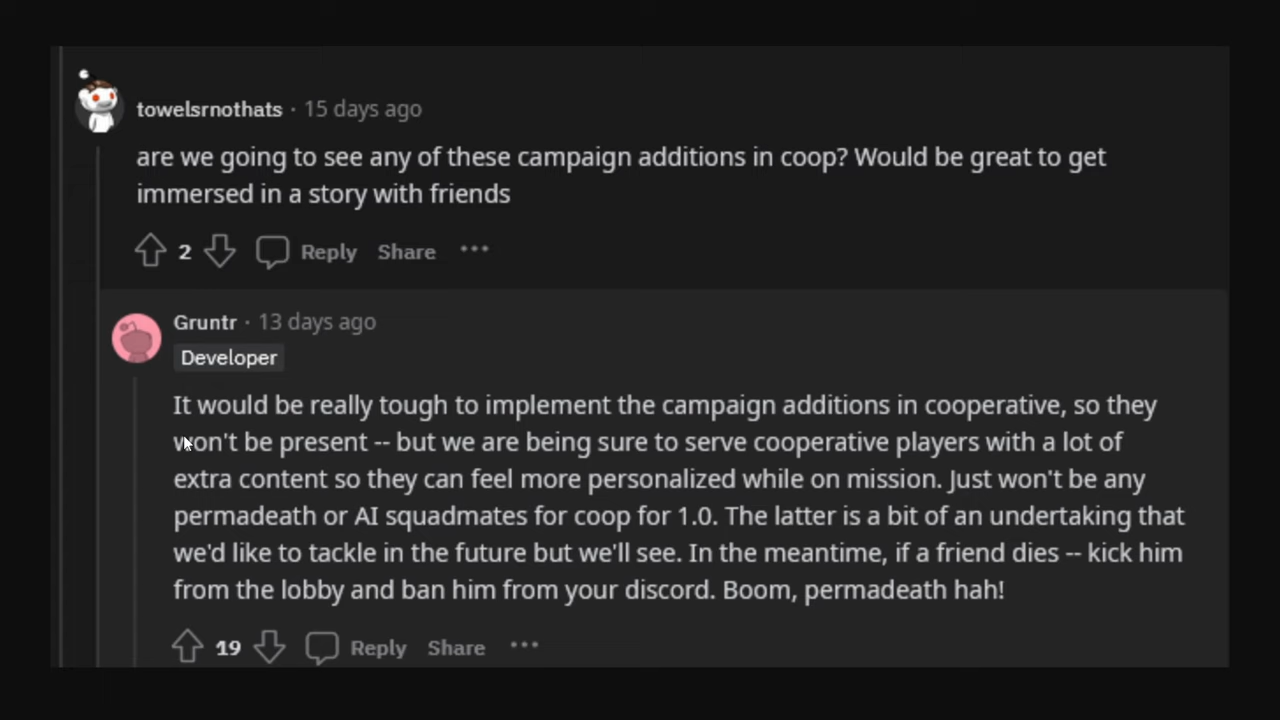 towelsrnothats · 15 days ago
are we going to see any of these campaign additions in coop? Would be great to get
immersed in a story with friends
2 Reply Share •••
Gruntr · 13 days ago
Developer
It would be really tough to implement the campaign additions in cooperative, so they
won't be present -- but we are being sure to serve cooperative players with a lot of
extra content so they can feel more personalized while on mission. Just won't be any
permadeath or AI squadmates for coop for 1.0. The latter is a bit of an undertaking that
we'd like to tackle in the future but we'll see. In the meantime, if a friend dies -- kick him
from the lobby and ban him from your discord. Boom, permadeath hah!
19 Reply Share •••